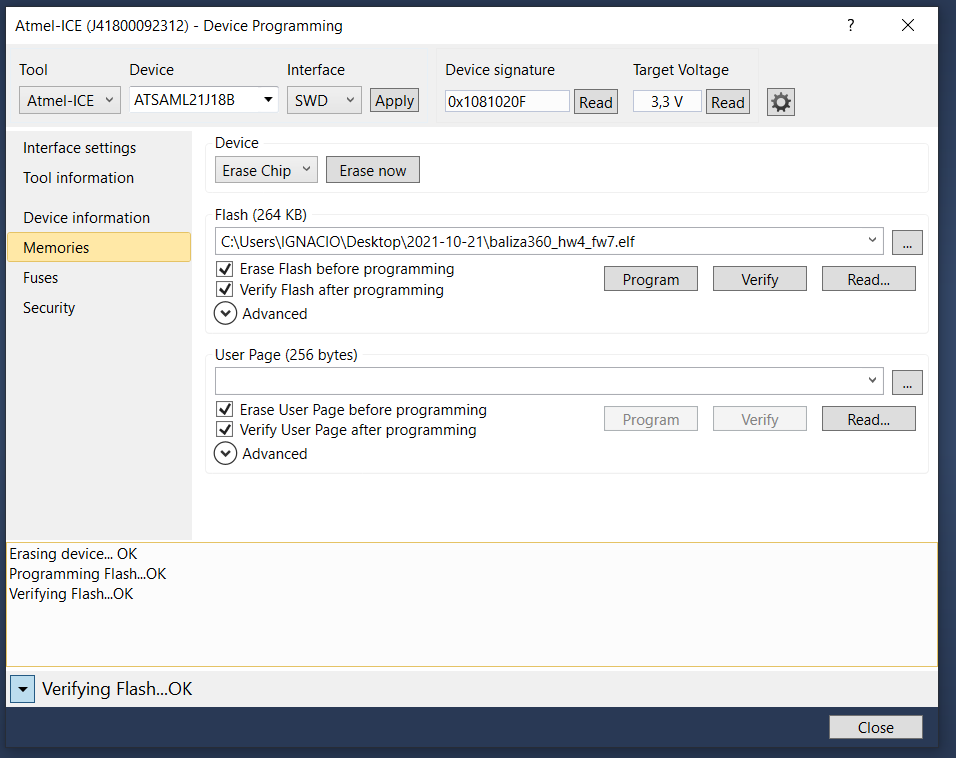 Atmel-ICE (J41800092312) - Device Programming ?
Tool Device Interface Device signature Target Voltage
Atmel-ICE ATSAML21J18B SWD Apply 0x1081020F Read 3,3 V Read
Interface settings
Tool information
Device information
Memories
Fuses
Security
Device
Erase Chip Erase now
Flash (264 KB)
C:\Users\IGNACIO\Desktop\2021-10-21\baliza360_hw4_fw7.elf ...
Erase Flash before programming
Verify Flash after programming
Program Verify Read...
Advanced
User Page (256 bytes)
...
Erase User Page before programming
Verify User Page after programming
Program Verify Read...
Advanced
Erasing device... OK
Programming Flash...OK
Verifying Flash...OK
Verifying Flash...OK
Close